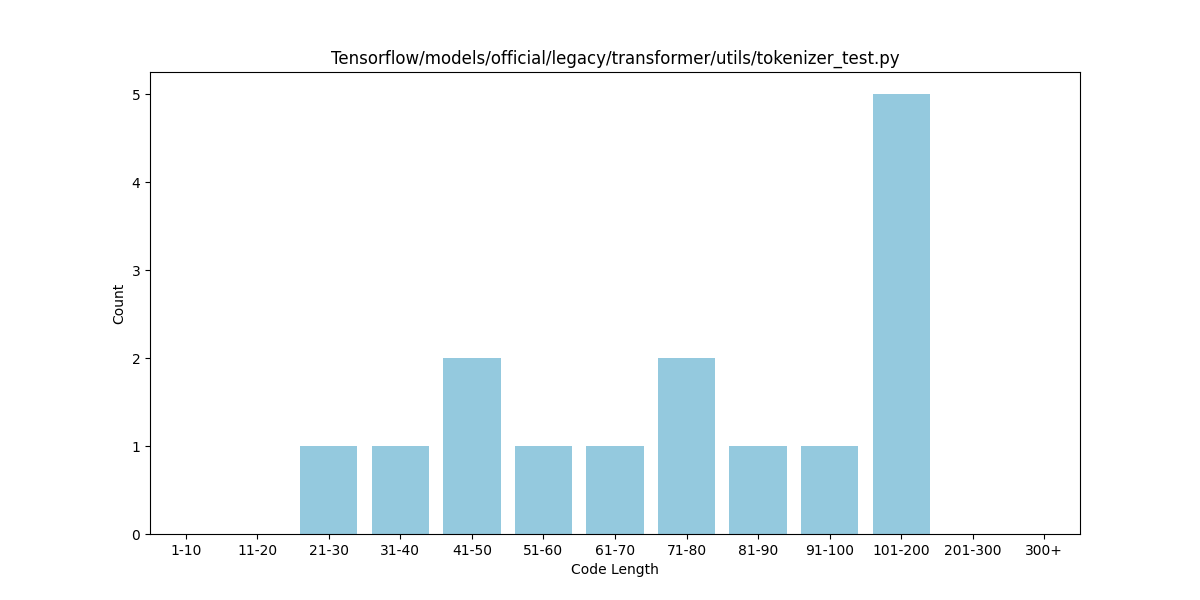 Tensorflow/models/official/legacy/transformer/utils/tokenizer_test.py
5
4
3
2
1
0
Count
1-10 11-20 21-30 31-40 41-50 51-60 61-70 71-80 81-90 91-100 101-200 201-300 300+
Code Length